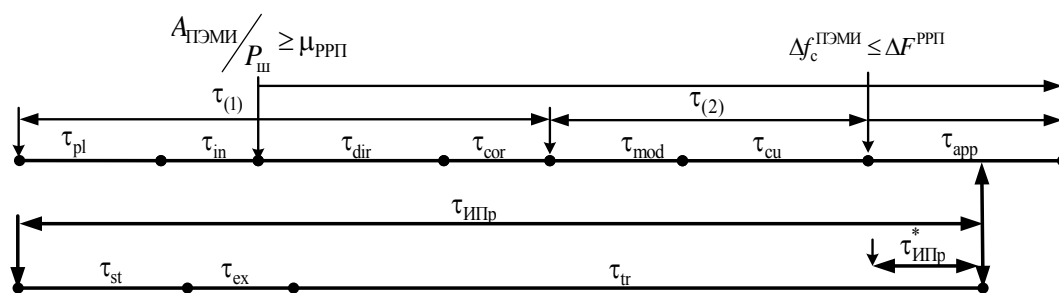 A_ПЭМИ / P_ш ≥ μ_РРП
Δf_c^ПЭМИ ≤ ΔF^РРП
τ_(1) τ_(2)
τ_pl τ_in τ_dir τ_cor τ_mod τ_cu τ_app
τ_ИПр
τ*_ИПр
τ_st τ_ex τ_tr